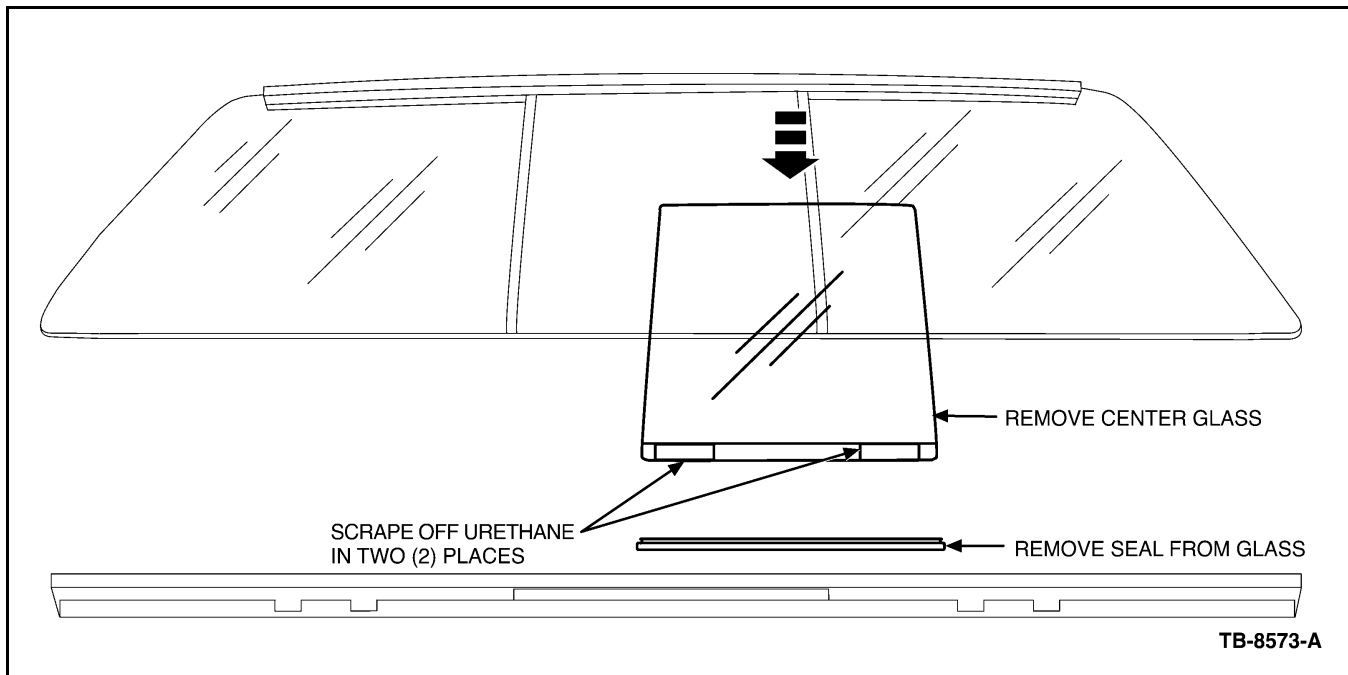 REMOVE CENTER GLASS
SCRAPE OFF URETHANE
IN TWO (2) PLACES
REMOVE SEAL FROM GLASS
TB-8573-A